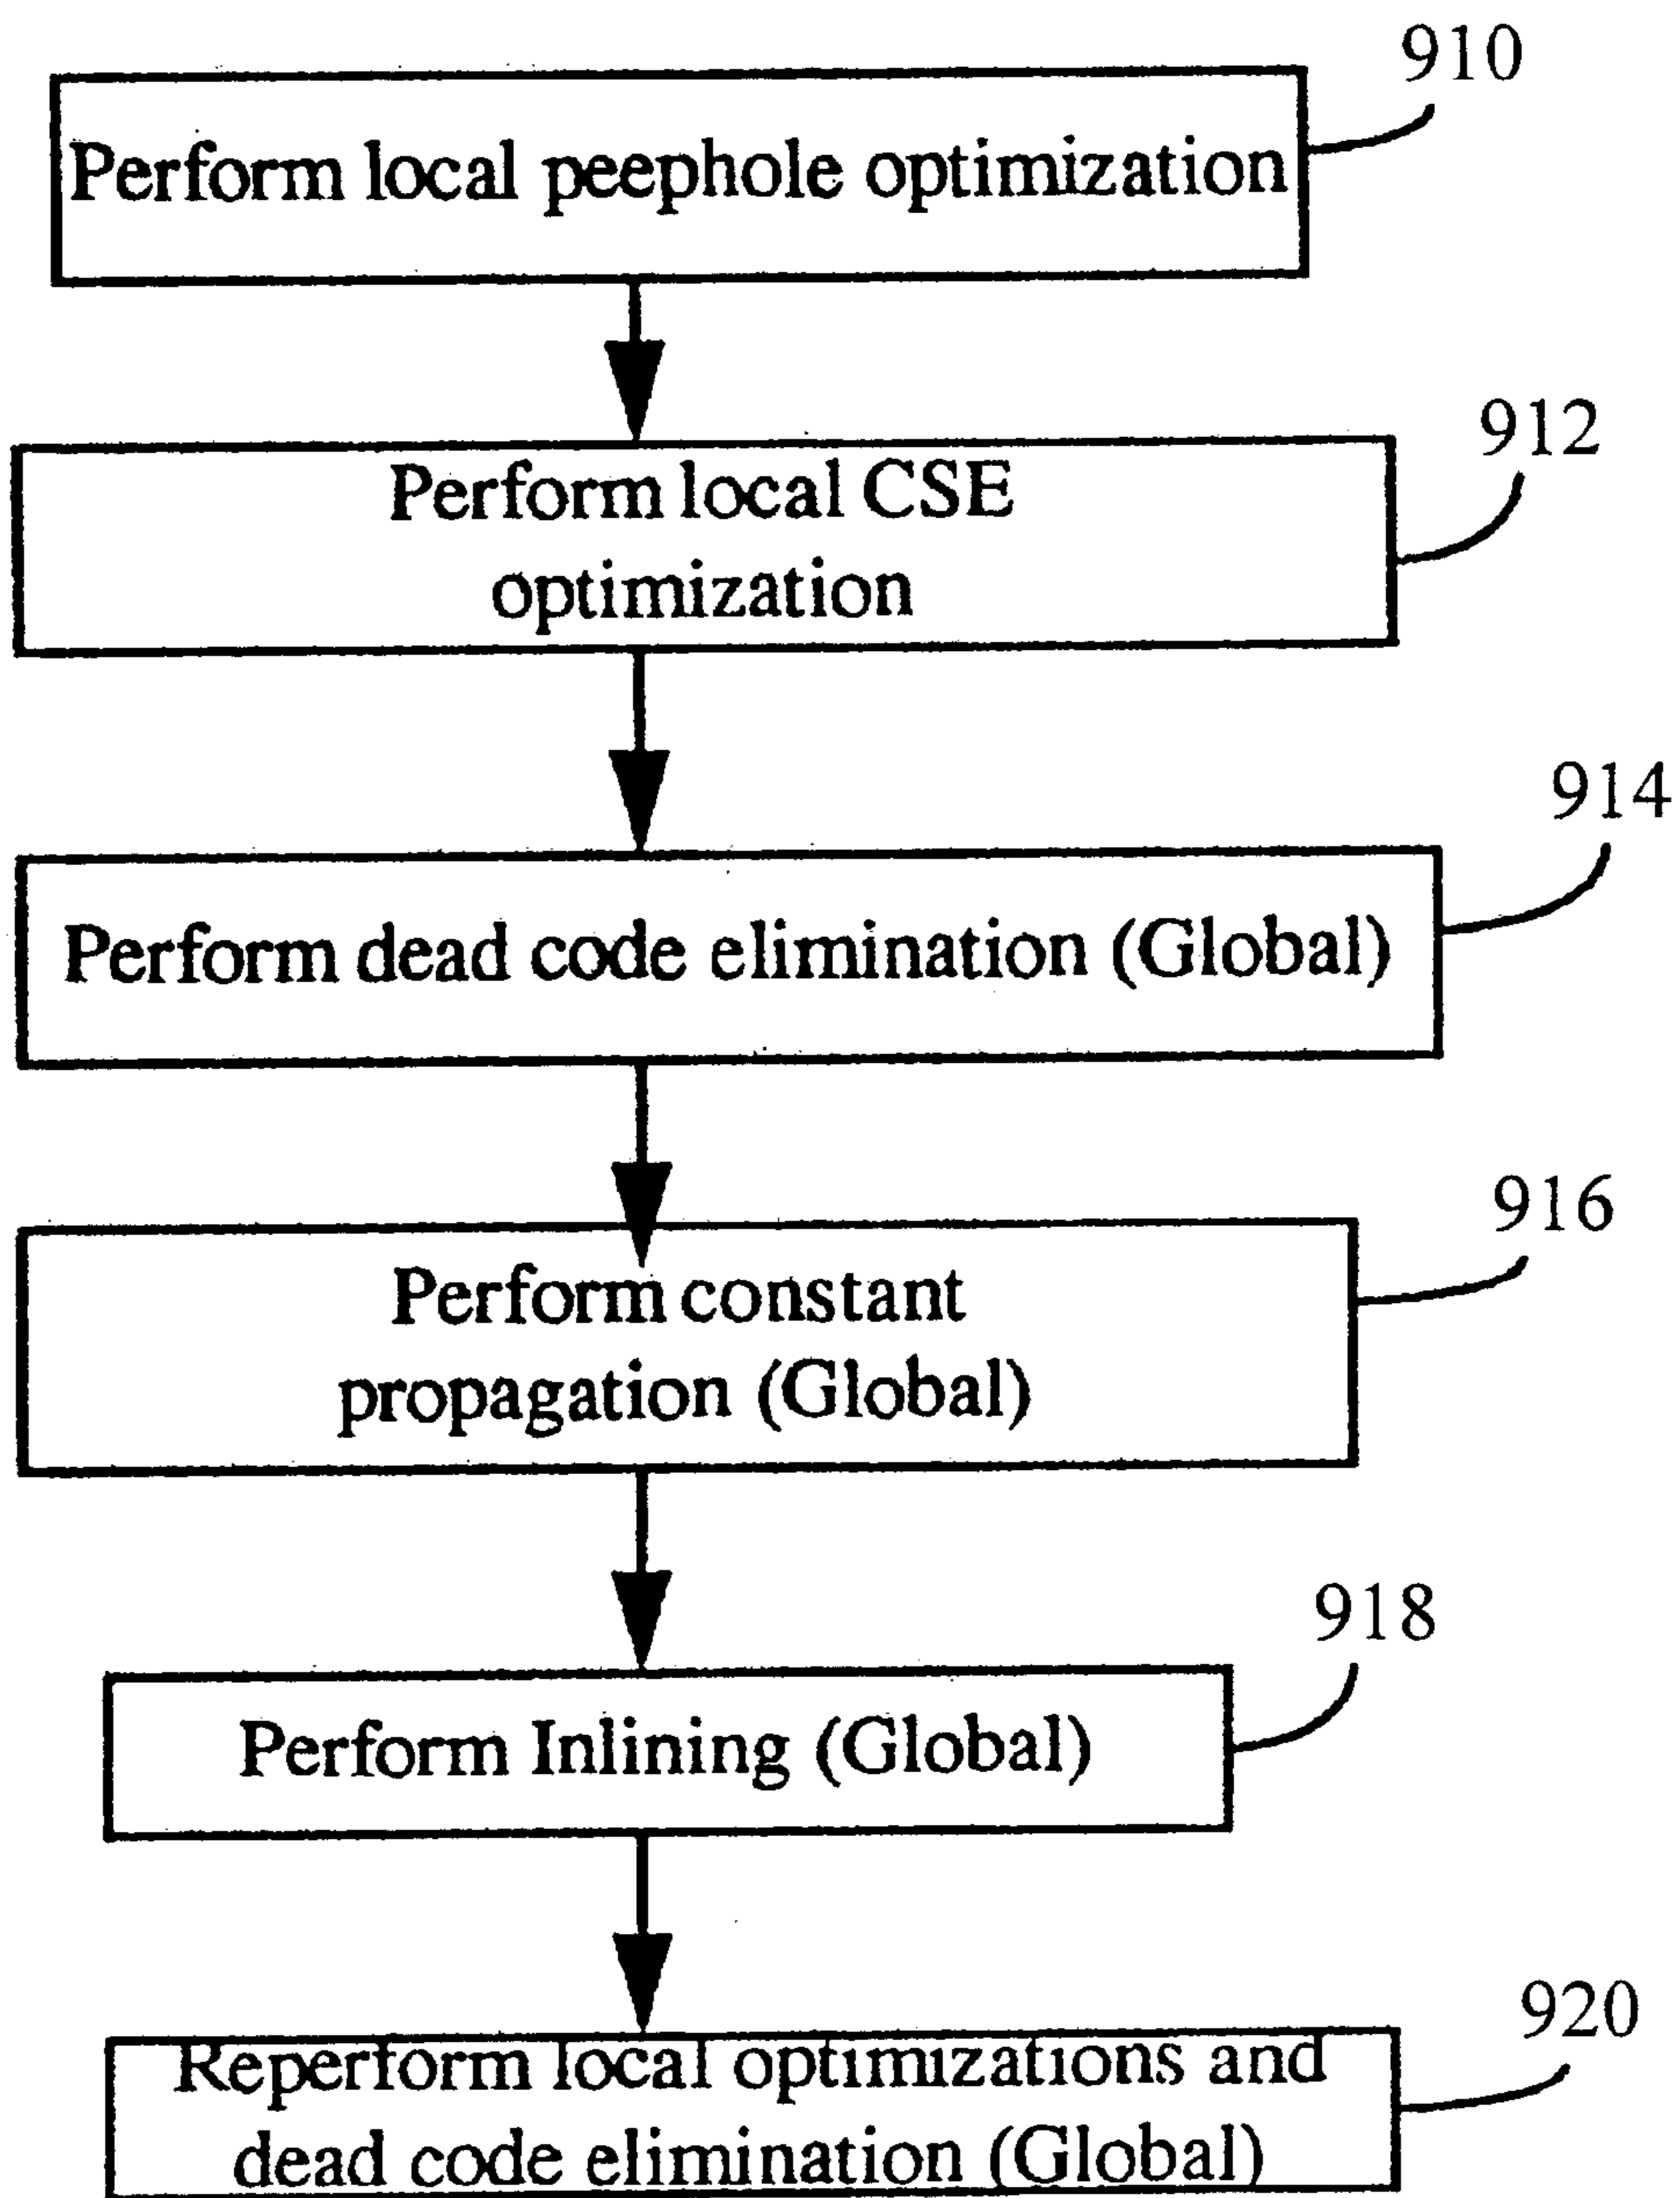 910
Perform local peephole optimization
912
Perform local CSE
optimization
914
Perform dead code elimination (Global)
916
Perform constant
propagation (Global)
918
Perform Inlining (Global)
920
Reperform local optimizations and
dead code elimination (Global)